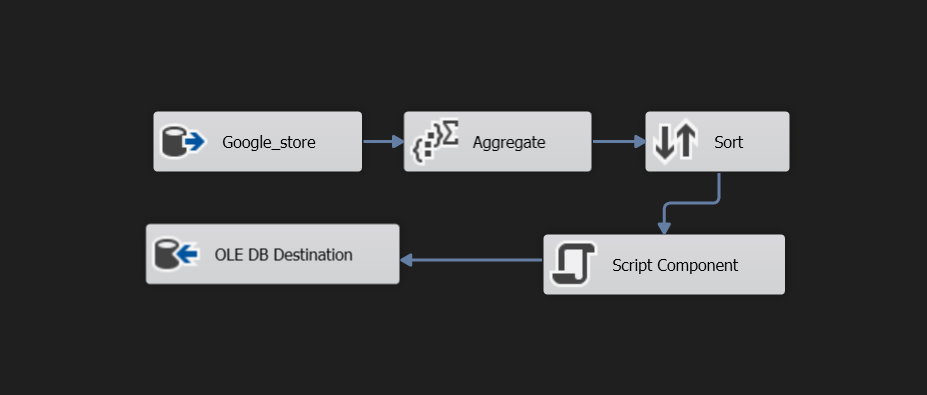 Google_store
Aggregate
Sort
OLE DB Destination
Script Component